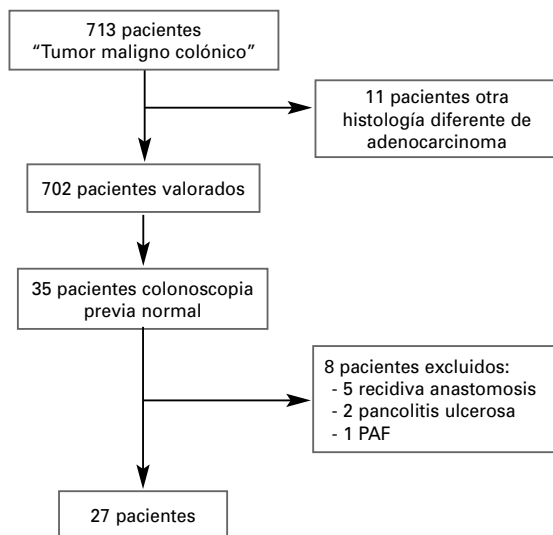 713 pacientes
“Tumor maligno colónico”
11 pacientes otra
histología diferente de
adenocarcinoma
702 pacientes valorados
35 pacientes colonoscopia
previa normal
8 pacientes excluidos:
- 5 recidiva anastomosis
- 2 pancolitis ulcerosa
- 1 PAF
27 pacientes